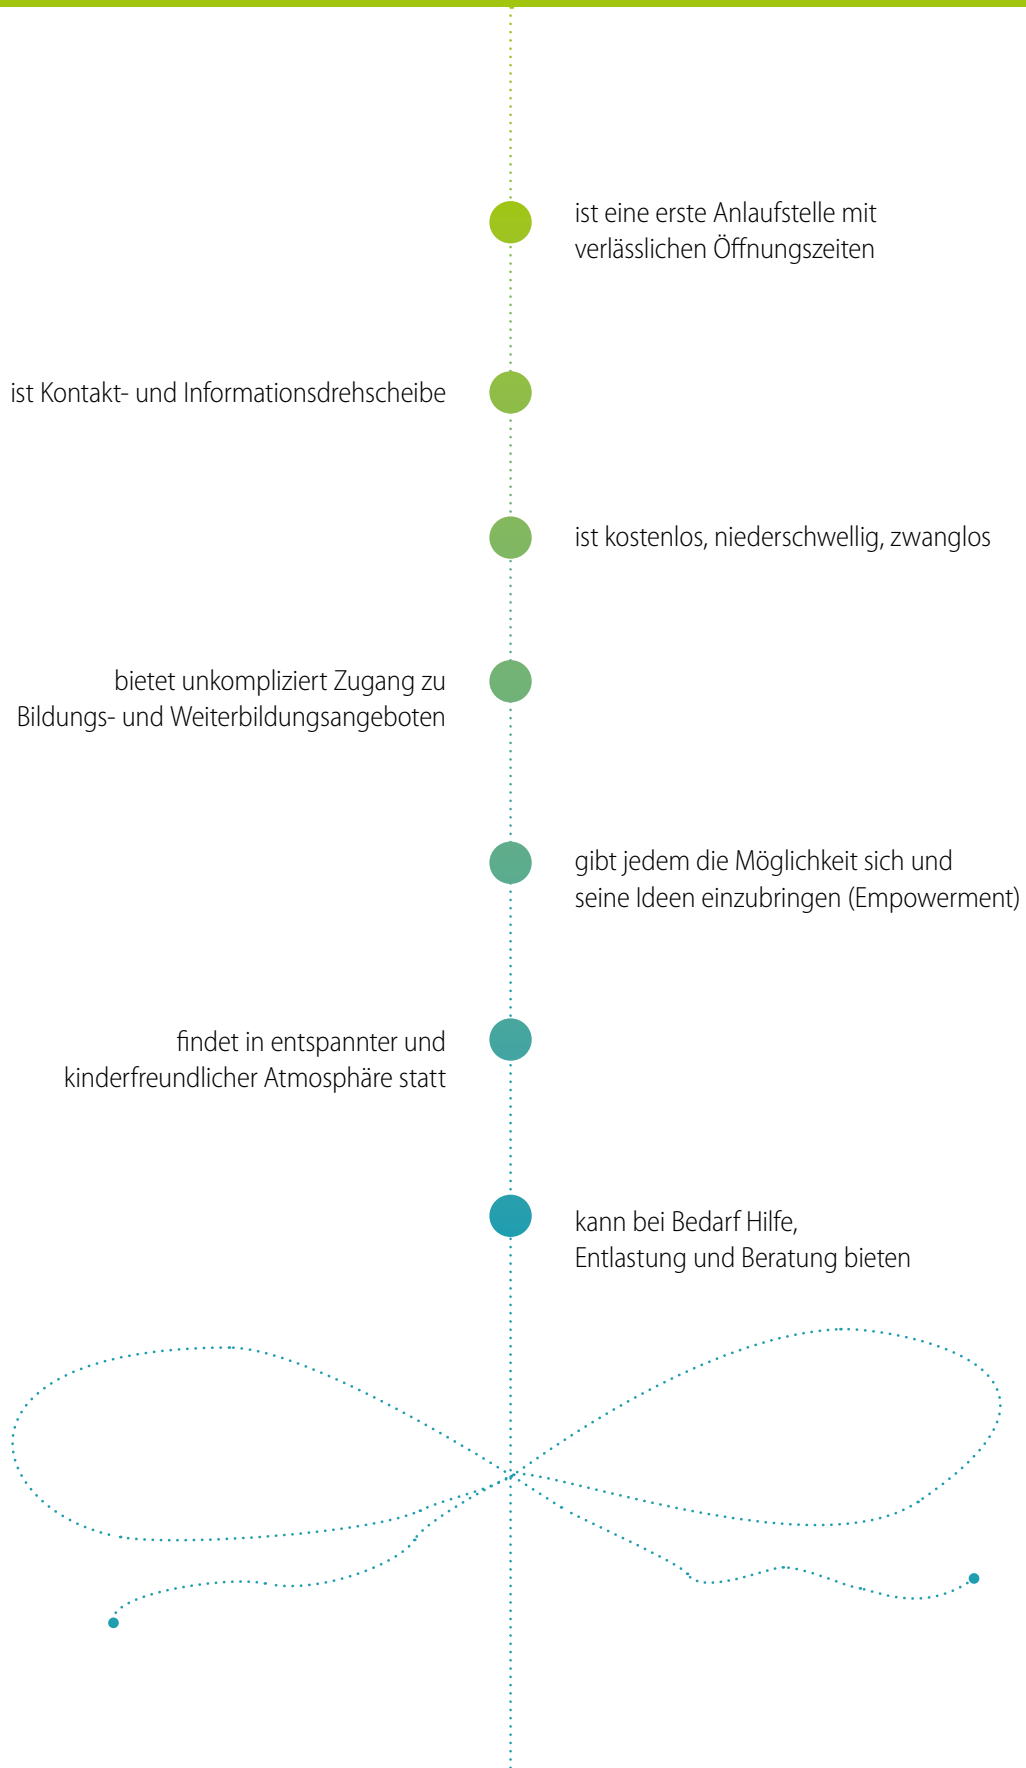 ist eine erste Anlaufstelle mit
verlässlichen Öffnungszeiten
ist Kontakt- und Informationsdrehscheibe
ist kostenlos, niederschwellig, zwanglos
bietet unkompliziert Zugang zu
Bildungs- und Weiterbildungsangeboten
gibt jedem die Möglichkeit sich und
seine Ideen einzubringen (Empowerment)
findet in entspannter und
kinderfreundlicher Atmosphäre statt
kann bei Bedarf Hilfe,
Entlastung und Beratung bieten